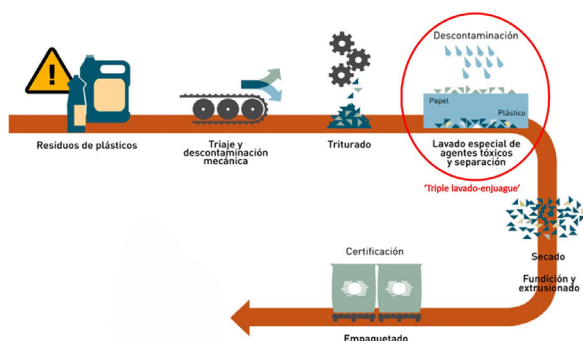 Descontaminación
Papel
Plástico
Residuos de plásticos
Triaje y
descontaminación
mecánica
Triturado
Lavado especial de
agentes tóxicos
y separación
'Triple lavado-enjuague'
Secado
Fundición y
extrusionado
Certificación
Empaquetado